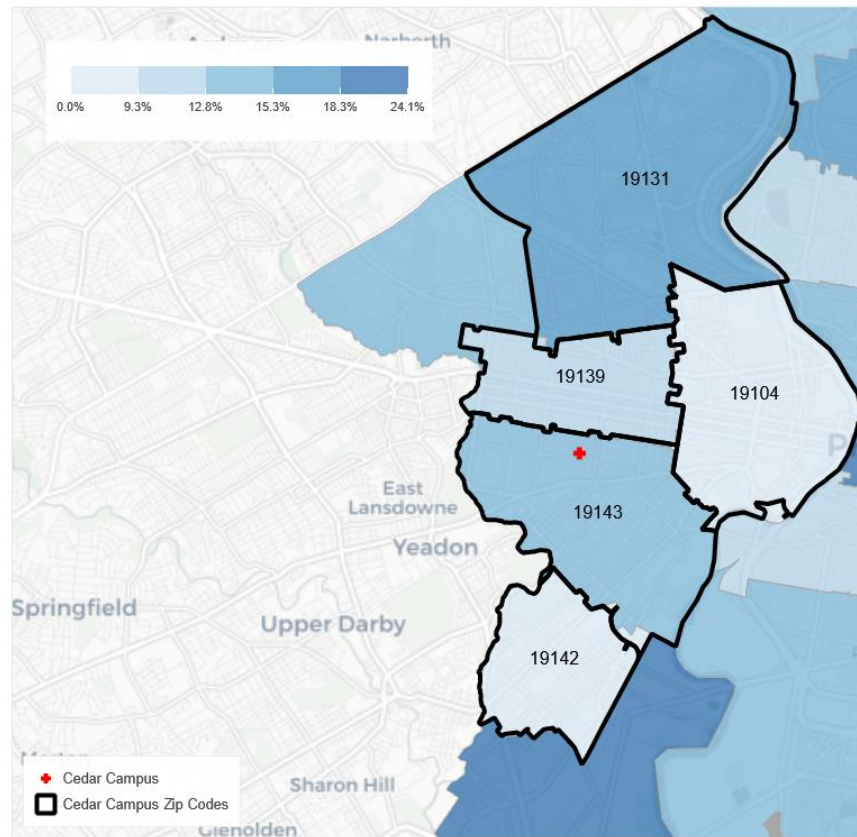 Narberth
0.0% 9.3% 12.8% 15.3% 18.3% 24.1%
19131
19139
19104
East
Lansdowne
19143
Yeadon
Springfield
Upper Darby
19142
Sharon Hill
Cedar Campus
Cedar Campus Zip Codes
Glenolden
P